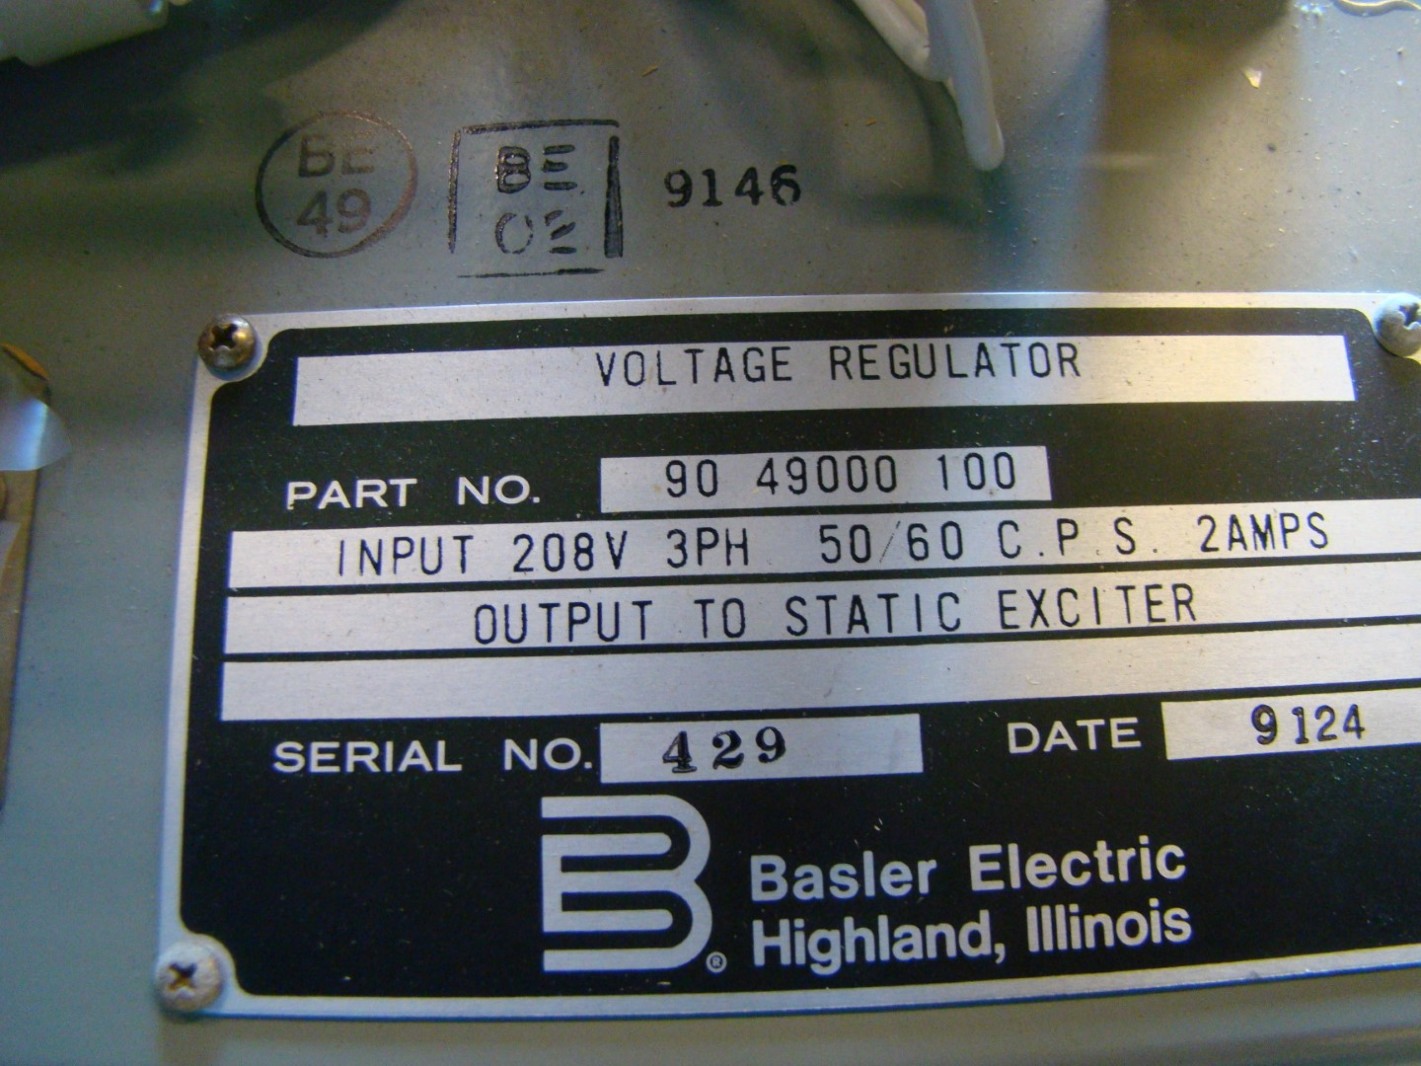 BE
49
BE
9146
VOLTAGE REGULATOR
PART NO. 90 49000 100
INPUT 208V 3PH 50/60 C.P.S. 2AMPS
OUTPUT TO STATIC EXCITER
SERIAL NO. 429 DATE 9124
B®
Basler Electric
Highland, Illinois